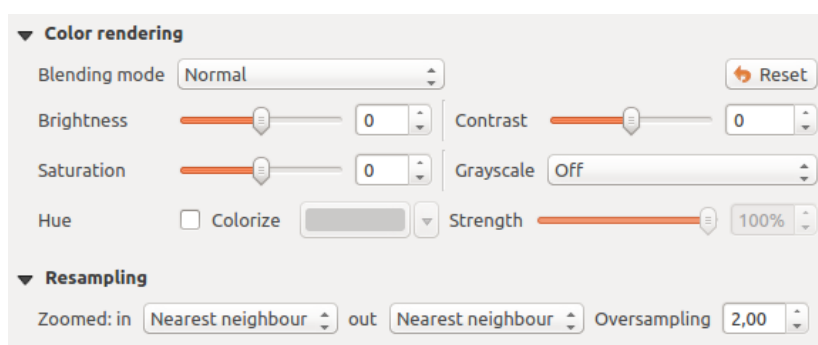 Color rendering
Blending mode Normal Reset
Brightness 0 Contrast 0
Saturation 0 Grayscale Off
Hue Colorize Strength 100%
Resampling
Zoomed: in Nearest neighbour out Nearest neighbour Oversampling 2,00